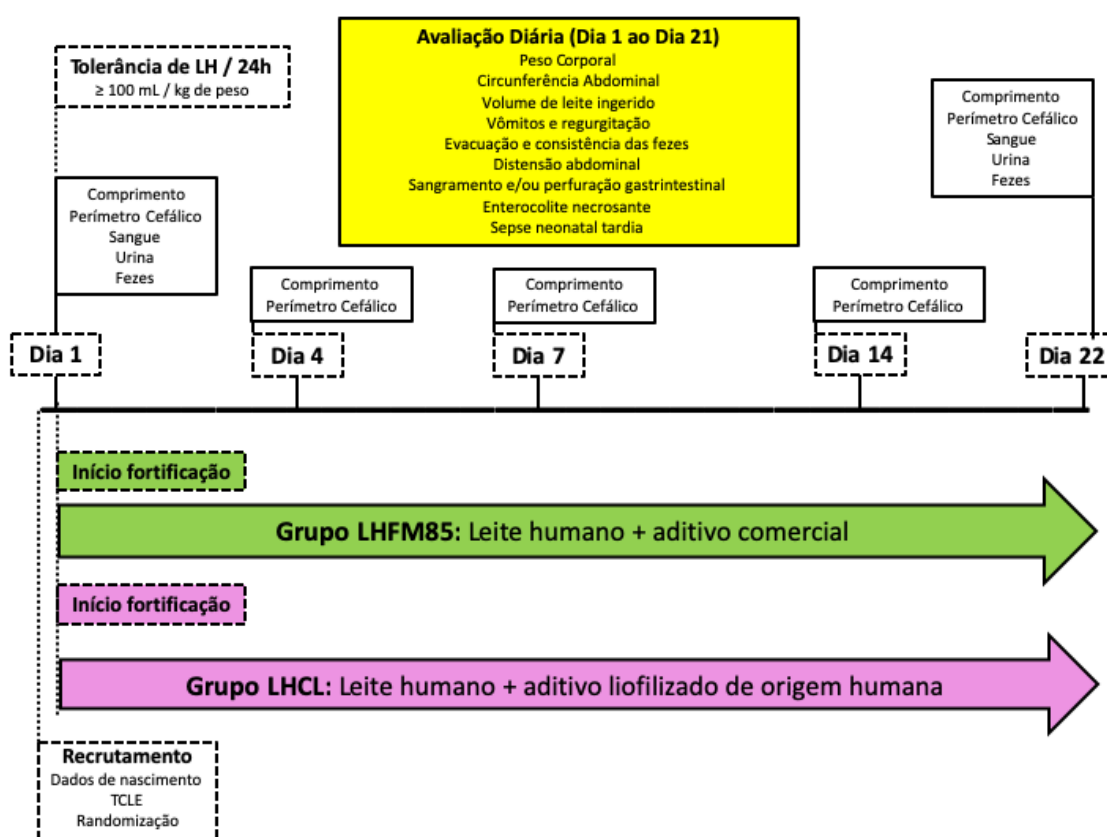 Tolerância de LH / 24h
≥ 100 mL / kg de peso
Avaliação Diária (Dia 1 ao Dia 21)
Peso Corporal
Circunferência Abdominal
Volume de leite ingerido
Vômitos e regurgitação
Evacuação e consistência das fezes
Distensão abdominal
Sangramento e/ou perfuração gastrintestinal
Enterocolite necrosante
Sepse neonatal tardia
Comprimento
Perímetro Cefálico
Sangue
Urina
Fezes
Comprimento
Perímetro Cefálico
Sangue
Urina
Fezes
Comprimento
Perímetro Cefálico
Comprimento
Perímetro Cefálico
Comprimento
Perímetro Cefálico
Dia 1
Dia 4
Dia 7
Dia 14
Dia 22
Início fortificação
Grupo LHFM85: Leite humano + aditivo comercial
Início fortificação
Grupo LHCL: Leite humano + aditivo liofilizado de origem humana
Recrutamento
Dados de nascimento
TCLE
Randomização